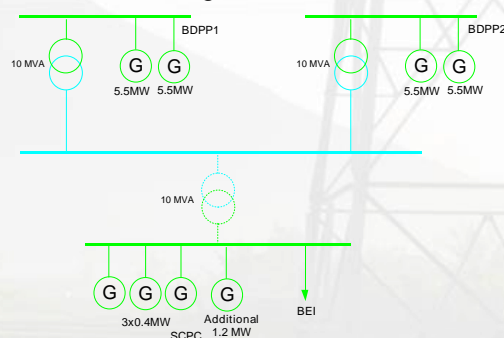 BDPP1
BDPP2
10 MVA
G
G
10 MVA
G
G
5.5MW
5.5MW
5.5MW
5.5MW
10 MVA
G
G
G
G
3x0.4MW
Additional
1.2 MW
SCPC
BEI